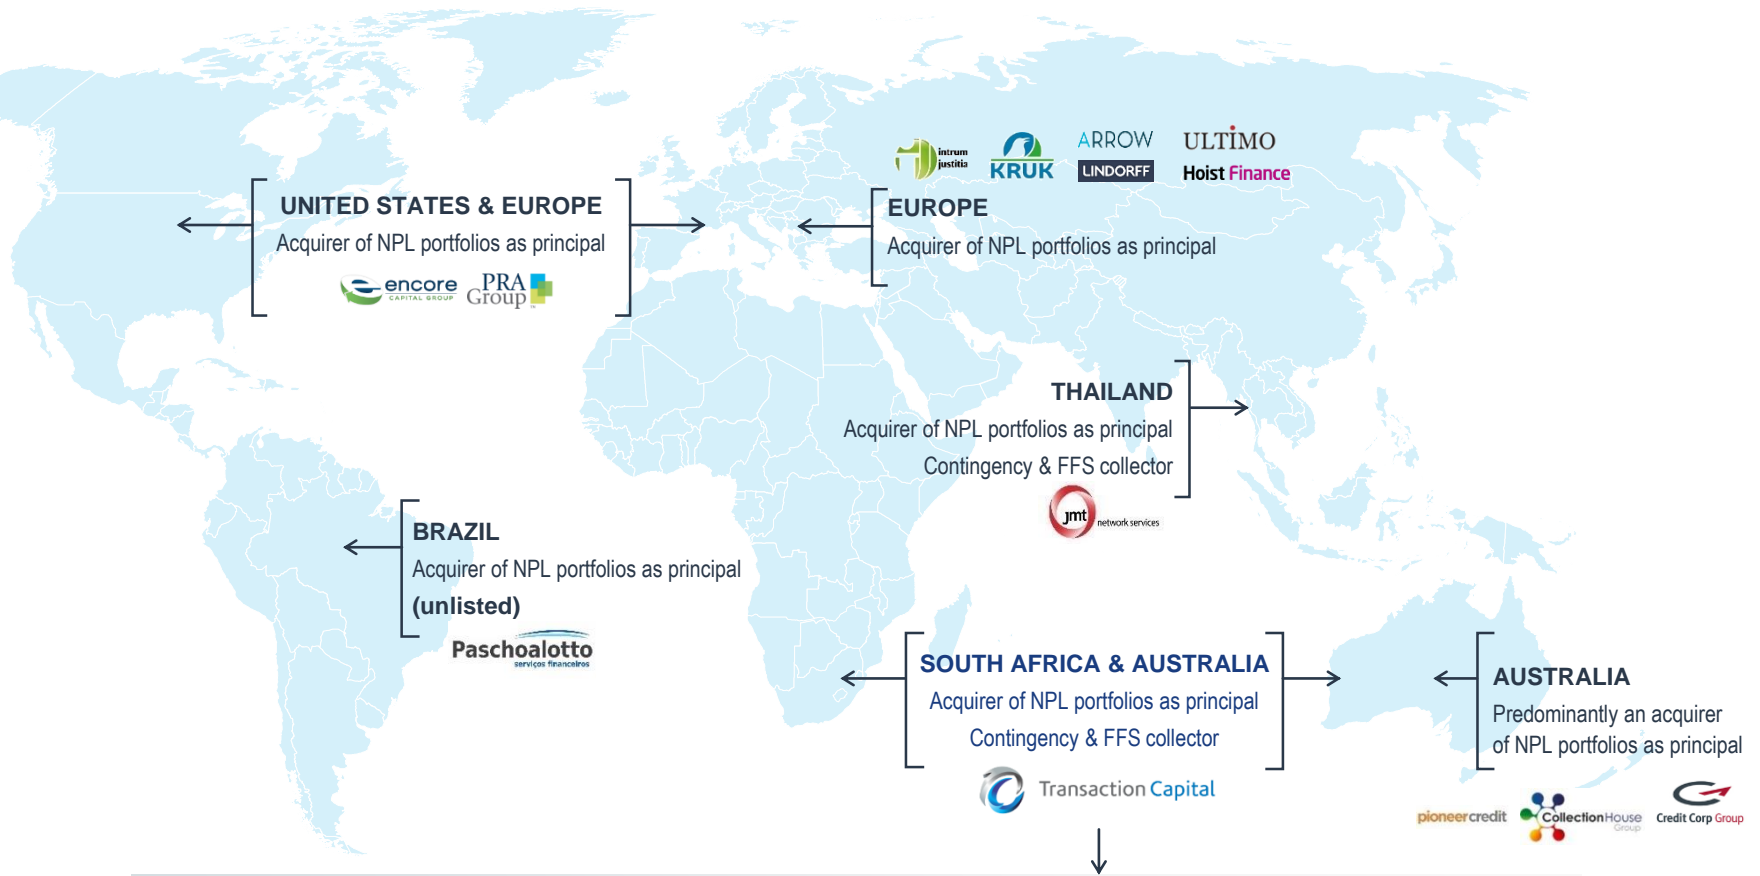 intrum
justitia
KRUK
ARROW
LINDORFF
ULTIMO
Hoist Finance
UNITED STATES & EUROPE
Acquirer of NPL portfolios as principal
encore
CAPITAL GROUP
PRA
Group
EUROPE
Acquirer of NPL portfolios as principal
THAILAND
Acquirer of NPL portfolios as principal
Contingency & FFS collector
jmt
network services
BRAZIL
Acquirer of NPL portfolios as principal
(unlisted)
Paschoalotto
serviços financeiros
SOUTH AFRICA & AUSTRALIA
Acquirer of NPL portfolios as principal
Contingency & FFS collector
Transaction Capital
AUSTRALIA
Predominantly an acquirer
of NPL portfolios as principal
pioneercredit
CollectionHouse
Group
Credit Corp Group